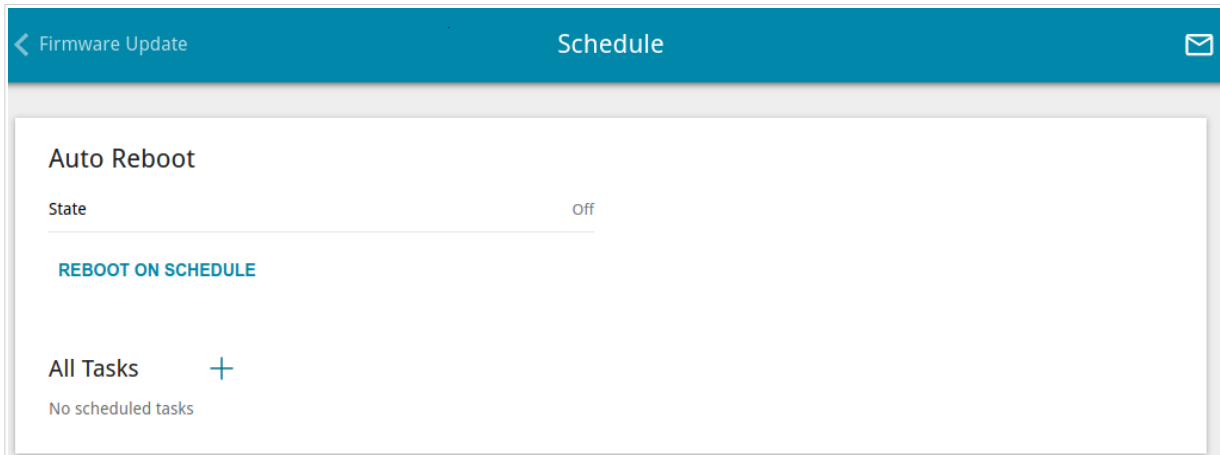 Firmware Update
Schedule
Auto Reboot
State Off
REBOOT ON SCHEDULE
All Tasks
No scheduled tasks